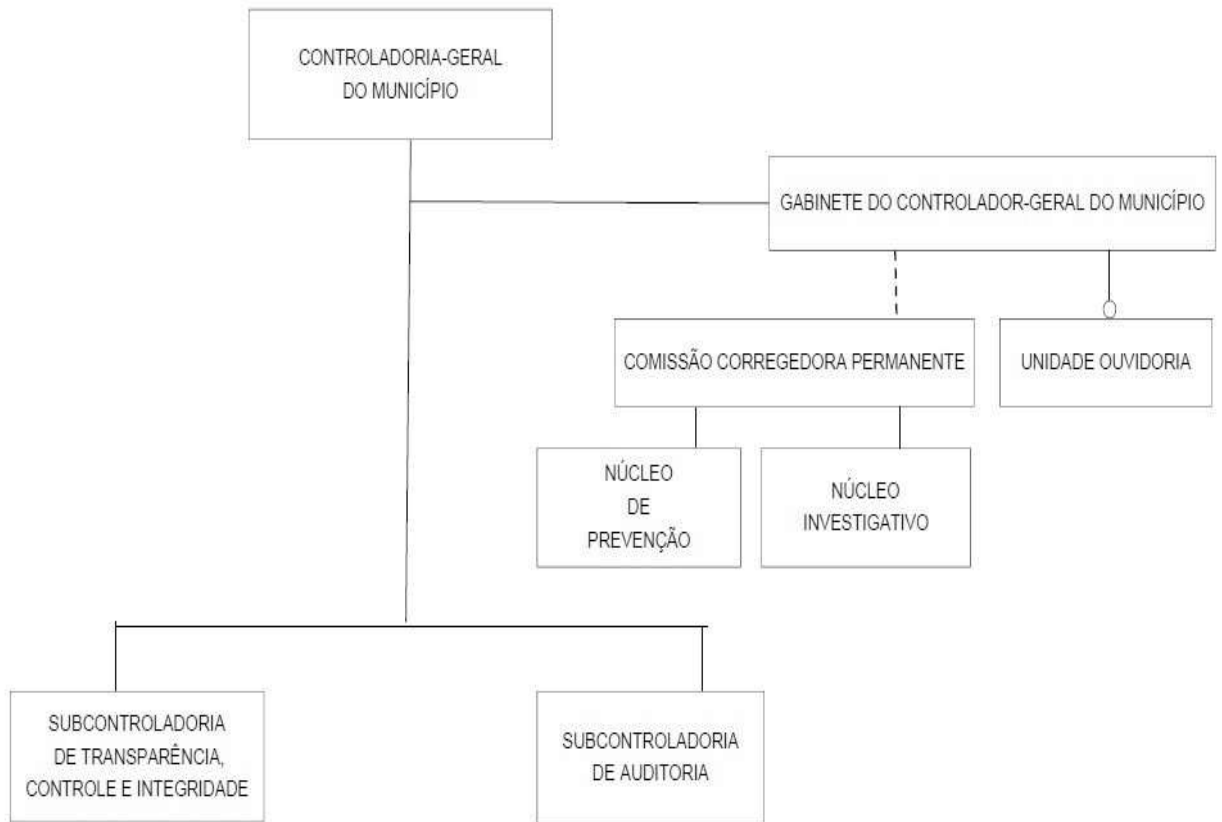 CONTROLADORIA-GERAL
DO MUNICÍPIO
GABINETE DO CONTROLADOR-GERAL DO MUNICÍPIO
COMISSÃO CORREGEDORA PERMANENTE
UNIDADE OUVIDORIA
NÚCLEO
DE
PREVENÇÃO
NÚCLEO
INVESTIGATIVO
SUBCONTROLADORIA
DE TRANSPARÊNCIA,
CONTROLE E INTEGRIDADE
SUBCONTROLADORIA
DE AUDITORIA